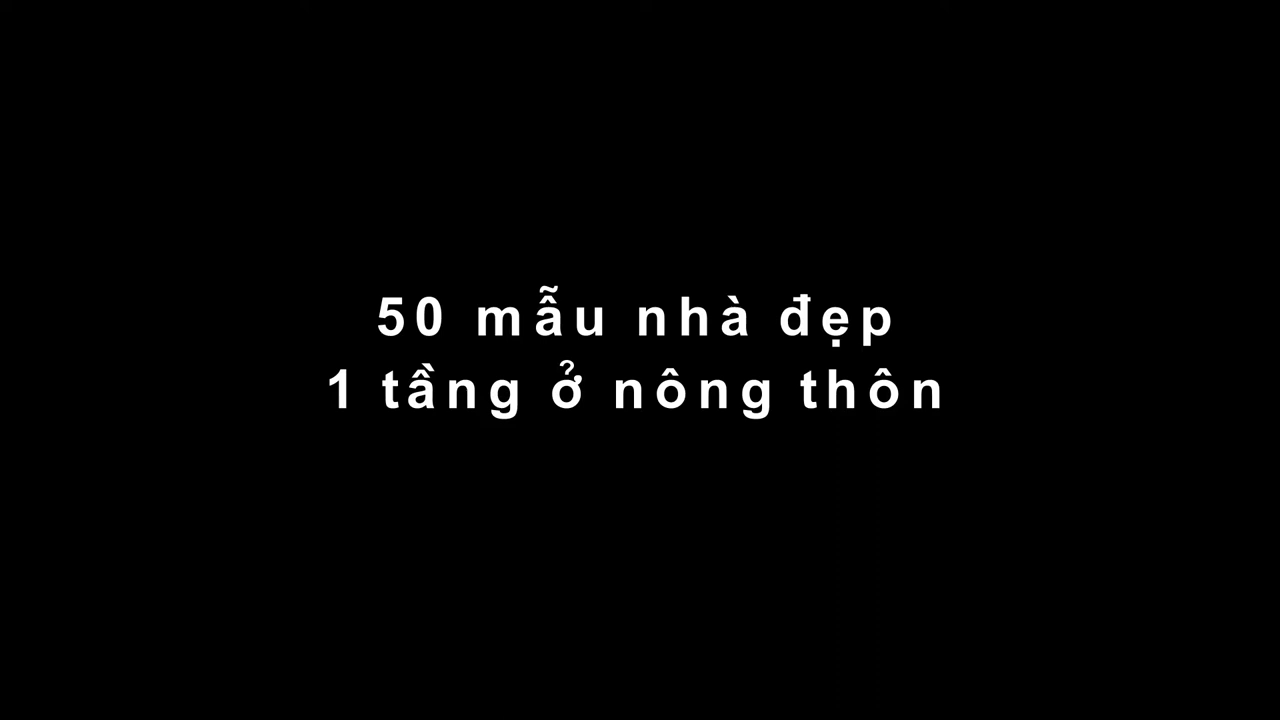 50 mẫu nhà đẹp
1 tầng ở nông thôn